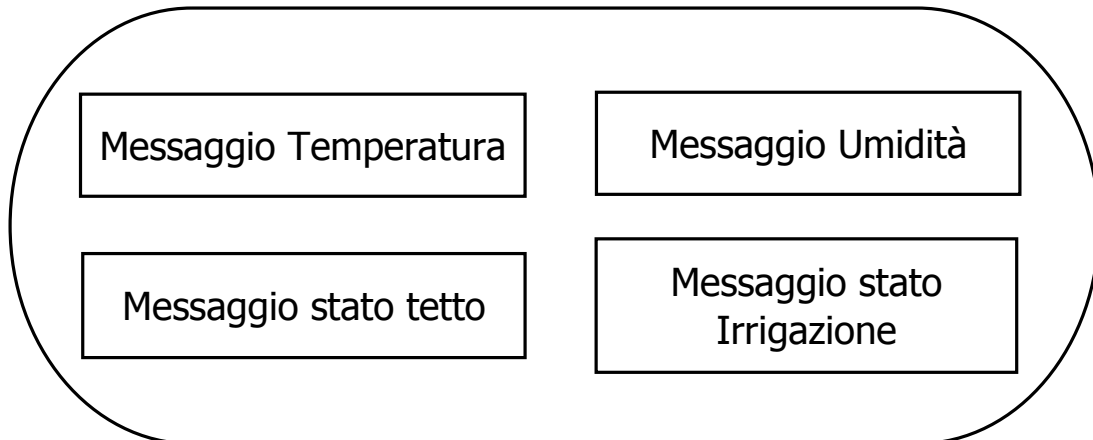 Messaggio Temperatura
Messaggio Umidità
Messaggio stato tetto
Messaggio stato
Irrigazione